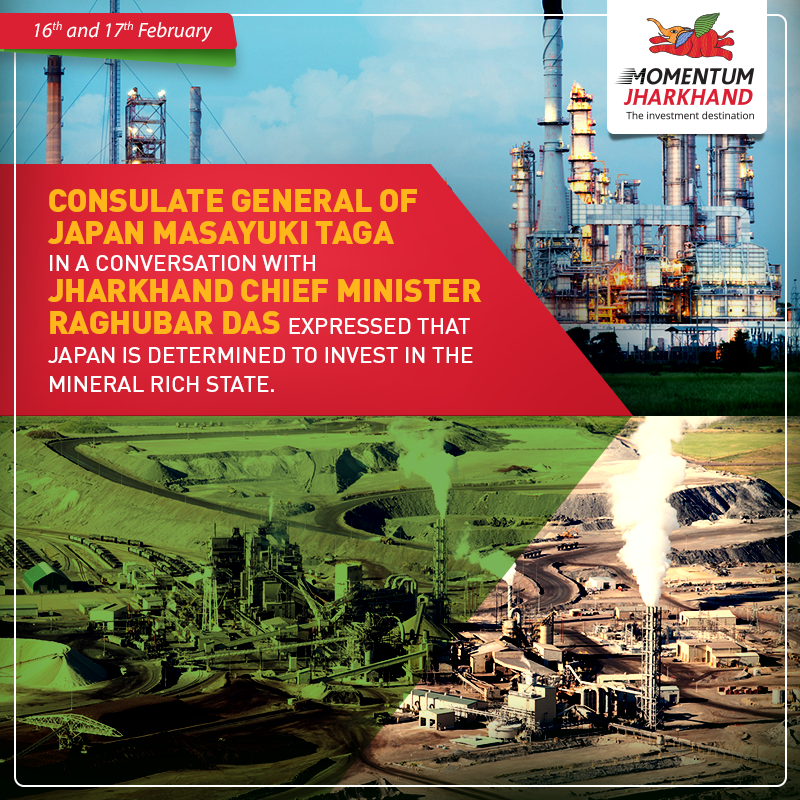 16th and 17th February
MOMENTUM
JHARKHAND
The investment destination
CONSULATE GENERAL OF
JAPAN MASAYUKI TAGA
IN A CONVERSATION WITH
JHARKHAND CHIEF MINISTER
RAGHUBAR DAS EXPRESSED THAT
JAPAN IS DETERMINED TO INVEST IN THE
MINERAL RICH STATE.